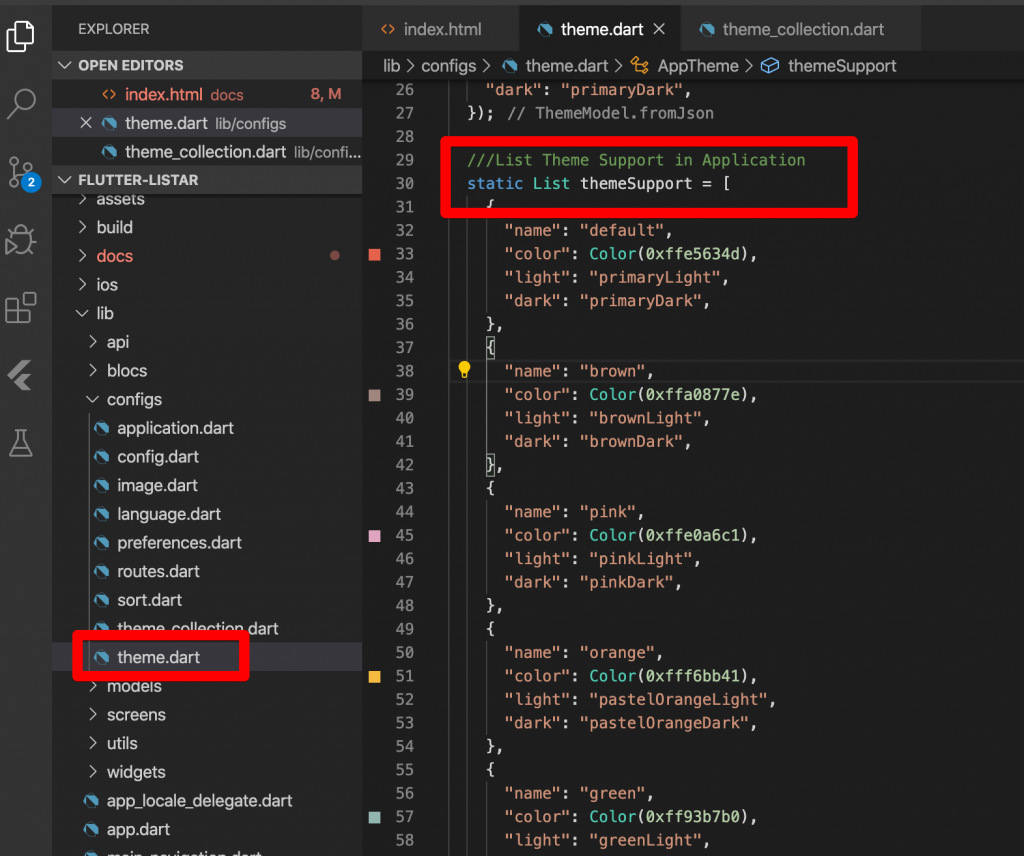 EXPLORER
OPEN EDITORS
index.html docs 8, M
theme.dart lib/configs
theme_collection.dart lib/confi...
2
FLUTTER-LISTAR
assets
build
docs
ios
lib
api
blocs
configs
application.dart
config.dart
image.dart
language.dart
preferences.dart
routes.dart
sort.dart
theme_collection.dart
theme.dart
models
screens
utils
widgets
app_locale_delegate.dart
app.dart
main_navigation.dart
index.html theme.dart theme_collection.dart
lib > configs > theme.dart > AppTheme > themeSupport
26 "dark": "primaryDark",
27 }); // ThemeModel.fromJson
28
29 ///List Theme Support in Application
30 static List themeSupport = [
31 {
32 "name": "default",
33 "color": Color(0xffe5634d),
34 "light": "primaryLight",
35 "dark": "primaryDark",
36 },
37 {
38 "name": "brown",
39 "color": Color(0xffa0877e),
40 "light": "brownLight",
41 "dark": "brownDark",
42 },
43 {
44 "name": "pink",
45 "color": Color(0xffe0a6c1),
46 "light": "pinkLight",
47 "dark": "pinkDark",
48 },
49 {
50 "name": "orange",
51 "color": Color(0xfff6bb41),
52 "light": "pastelOrangeLight",
53 "dark": "pastelOrangeDark",
54 },
55 {
56 "name": "green",
57 "color": Color(0xff93b7b0),
58 "light": "greenLight",